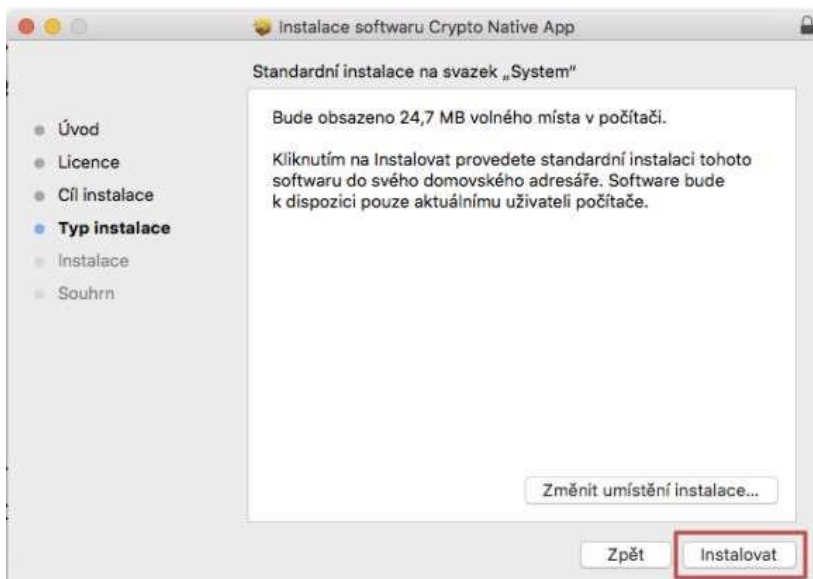 Instalace softwaru Crypto Native App
Standardní instalace na svazek „System“
Úvod
Licence
Cíl instalace
Typ instalace
Instalace
Souhrn
Bude obsazeno 24,7 MB volného místa v počítači.
Kliknutím na Instalovat provedete standardní instalaci tohoto
softwaru do svého domovského adresáře. Software bude
k dispozici pouze aktuálnímu uživateli počítače.
Změnit umístění instalace...
Zpět
Instalovat